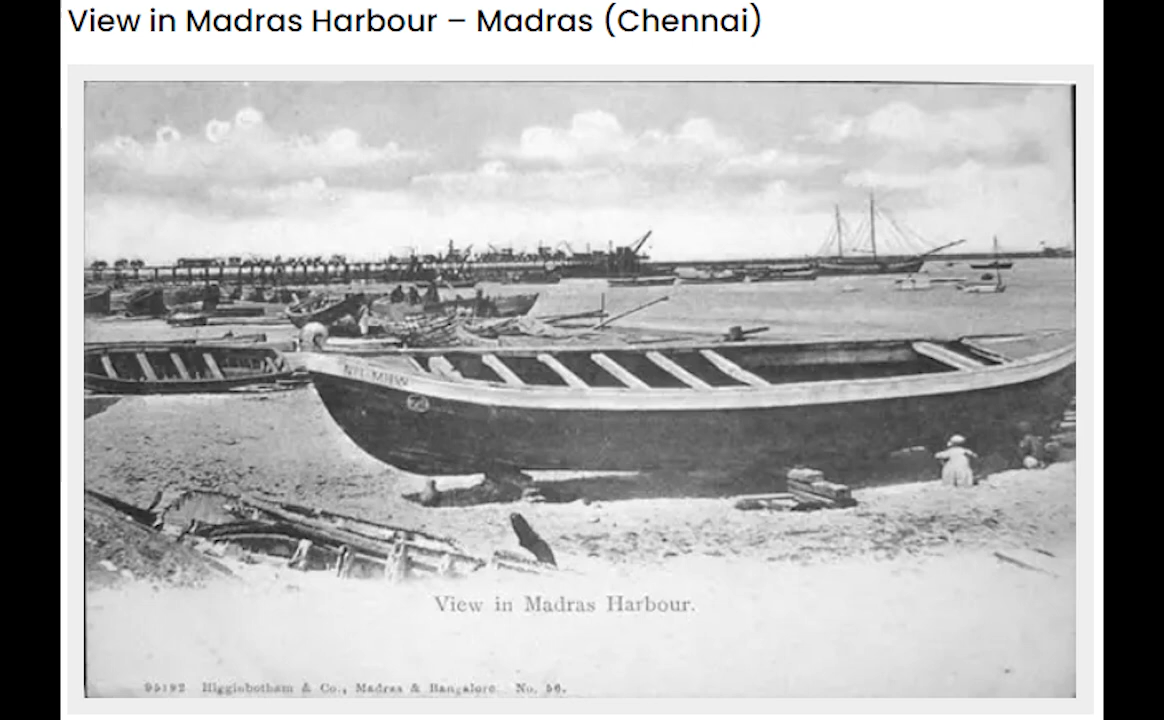 View in Madras Harbour – Madras (Chennai)
View in Madras Harbour.
Higginbotham & Co., Madras & Bangalore. No. 56.